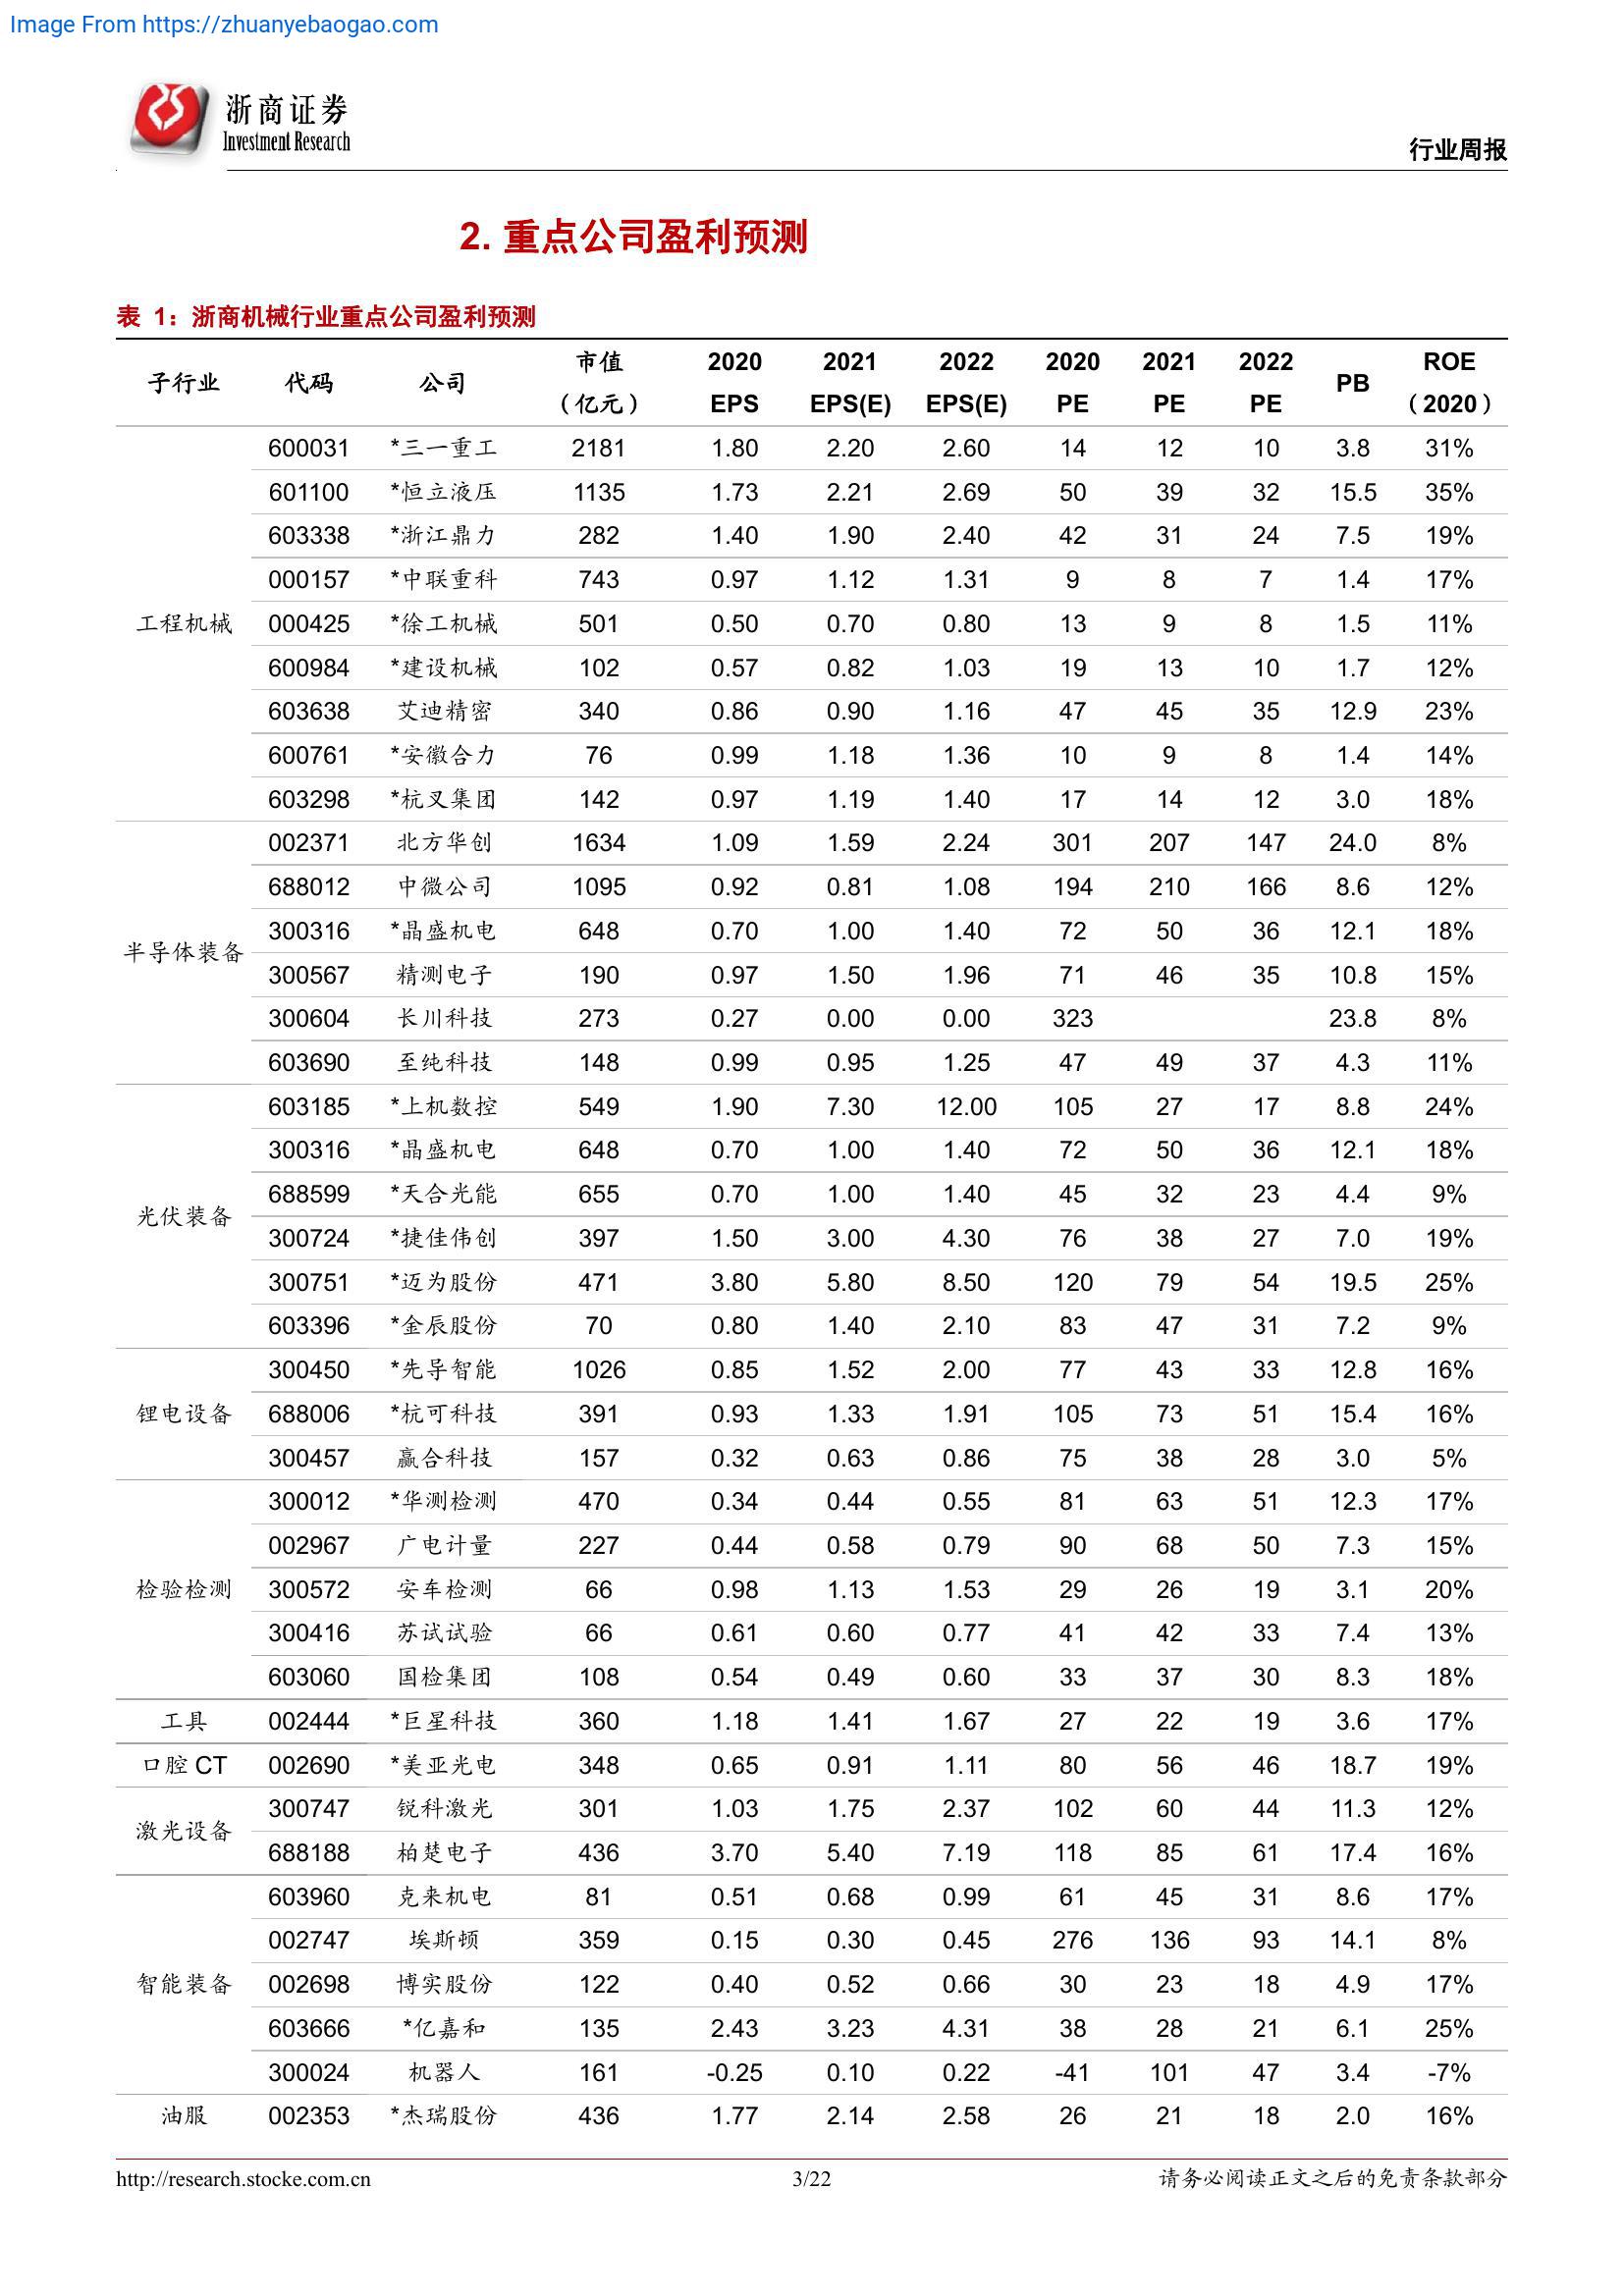 Image From https://zhuanyebaogao.com
浙商证券
Investment Research
行业周报
2. 重点公司盈利预测
表 1：浙商机械行业重点公司盈利预测
子行业 代码 公司 市值（亿元） 2020 EPS 2021 EPS(E) 2022 EPS(E) 2020 PE 2021 PE 2022 PE PB ROE（2020）
工程机械
600031 *三一重工 2181 1.80 2.20 2.60 14 12 10 3.8 31%
601100 *恒立液压 1135 1.73 2.21 2.69 50 39 32 15.5 35%
603338 *浙江鼎力 282 1.40 1.90 2.40 42 31 24 7.5 19%
000157 *中联重科 743 0.97 1.12 1.31 9 8 7 1.4 17%
000425 *徐工机械 501 0.50 0.70 0.80 13 9 8 1.5 11%
600984 *建设机械 102 0.57 0.82 1.03 19 13 10 1.7 12%
603638 艾迪精密 340 0.86 0.90 1.16 47 45 35 12.9 23%
600761 *安徽合力 76 0.99 1.18 1.36 10 9 8 1.4 14%
603298 *杭叉集团 142 0.97 1.19 1.40 17 14 12 3.0 18%
半导体装备
002371 北方华创 1634 1.09 1.59 2.24 301 207 147 24.0 8%
688012 中微公司 1095 0.92 0.81 1.08 194 210 166 8.6 12%
300316 *晶盛机电 648 0.70 1.00 1.40 72 50 36 12.1 18%
300567 精测电子 190 0.97 1.50 1.96 71 46 35 10.8 15%
300604 长川科技 273 0.27 0.00 0.00 323 23.8 8%
603690 至纯科技 148 0.99 0.95 1.25 47 49 37 4.3 11%
光伏装备
603185 *上机数控 549 1.90 7.30 12.00 105 27 17 8.8 24%
300316 *晶盛机电 648 0.70 1.00 1.40 72 50 36 12.1 18%
688599 *天合光能 655 0.70 1.00 1.40 45 32 23 4.4 9%
300724 *捷佳伟创 397 1.50 3.00 4.30 76 38 27 7.0 19%
300751 *迈为股份 471 3.80 5.80 8.50 120 79 54 19.5 25%
603396 *金辰股份 70 0.80 1.40 2.10 83 47 31 7.2 9%
锂电设备
300450 *先导智能 1026 0.85 1.52 2.00 77 43 33 12.8 16%
688006 *杭可科技 391 0.93 1.33 1.91 105 73 51 15.4 16%
300457 赢合科技 157 0.32 0.63 0.86 75 38 28 3.0 5%
检验检测
300012 *华测检测 470 0.34 0.44 0.55 81 63 51 12.3 17%
002967 广电计量 227 0.44 0.58 0.79 90 68 50 7.3 15%
300572 安车检测 66 0.98 1.13 1.53 29 26 19 3.1 20%
300416 苏试试验 66 0.61 0.60 0.77 41 42 33 7.4 13%
603060 国检集团 108 0.54 0.49 0.60 33 37 30 8.3 18%
工具 002444 *巨星科技 360 1.18 1.41 1.67 27 22 19 3.6 17%
口腔 CT 002690 *美亚光电 348 0.65 0.91 1.11 80 56 46 18.7 19%
激光设备
300747 锐科激光 301 1.03 1.75 2.37 102 60 44 11.3 12%
688188 柏楚电子 436 3.70 5.40 7.19 118 85 61 17.4 16%
智能装备
603960 克来机电 81 0.51 0.68 0.99 61 45 31 8.6 17%
002747 埃斯顿 359 0.15 0.30 0.45 276 136 93 14.1 8%
002698 博实股份 122 0.40 0.52 0.66 30 23 18 4.9 17%
603666 *亿嘉和 135 2.43 3.23 4.31 38 28 21 6.1 25%
300024 机器人 161 -0.25 0.10 0.22 -41 101 47 3.4 -7%
油服 002353 *杰瑞股份 436 1.77 2.14 2.58 26 21 18 2.0 16%
http://research.stocke.com.cn 3/22 请务必阅读正文之后的免责条款部分